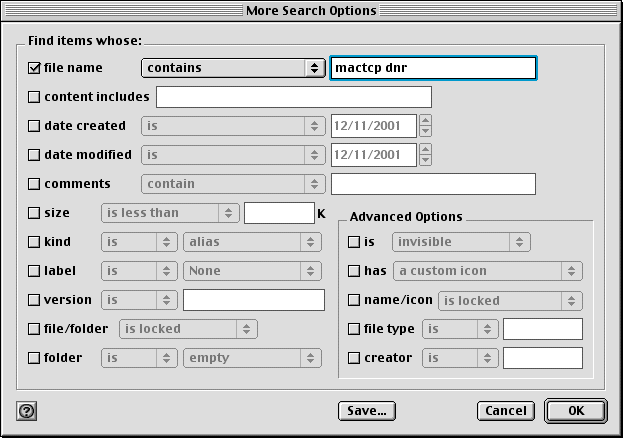 More Search Options
Find items whose:
file name contains mactcp dnr
content includes
date created is 12/11/2001
date modified is 12/11/2001
comments contain
size is less than K
kind is alias
label is None
version is
file/folder is locked
folder is empty
Advanced Options
is invisible
has a custom icon
name/icon is locked
file type is
creator is
? Save... Cancel OK